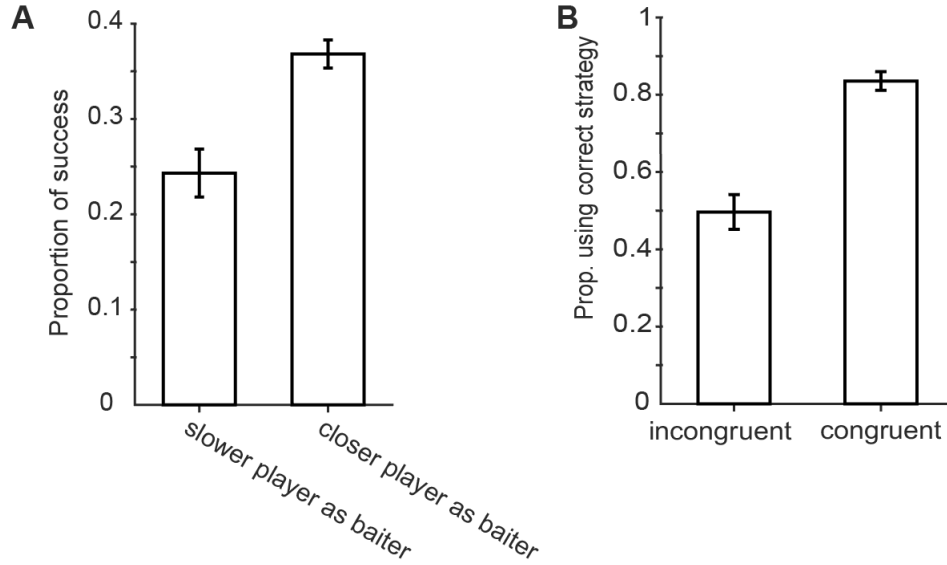 A
Proportion of success
0.4
0.3
0.2
0.1
0
slower player as baiter
closer player as baiter
B
Prop. using correct strategy
1
0.8
0.6
0.4
0.2
0
incongruent
congruent